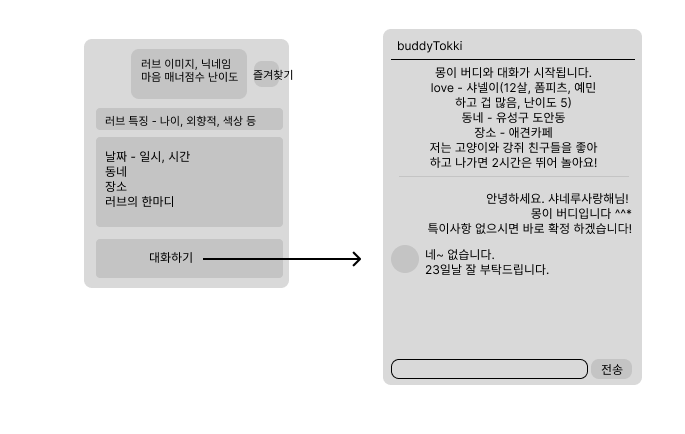 러브 이미지, 닉네임
마음 매너점수 난이도
즐겨찾기
러브 특징 - 나이, 외향적, 색상 등
날짜 - 일시, 시간
동네
장소
러브의 한마디
대화하기
buddyTokki
몽이 버디와 대화가 시작됩니다.
love - 샤넬이(12살, 폼피츠, 예민
하고 겁 많음, 난이도 5)
동네 - 유성구 도안동
장소 - 애견카페
저는 고양이와 강쥐 친구들을 좋아
하고 나가면 2시간은 뛰어 놀아요!
안녕하세요. 샤네루사랑해님!
몽이 버디입니다 ^^*
특이사항 없으시면 바로 확정 하겠습니다!
네~ 없습니다.
23일날 잘 부탁드립니다.
전송